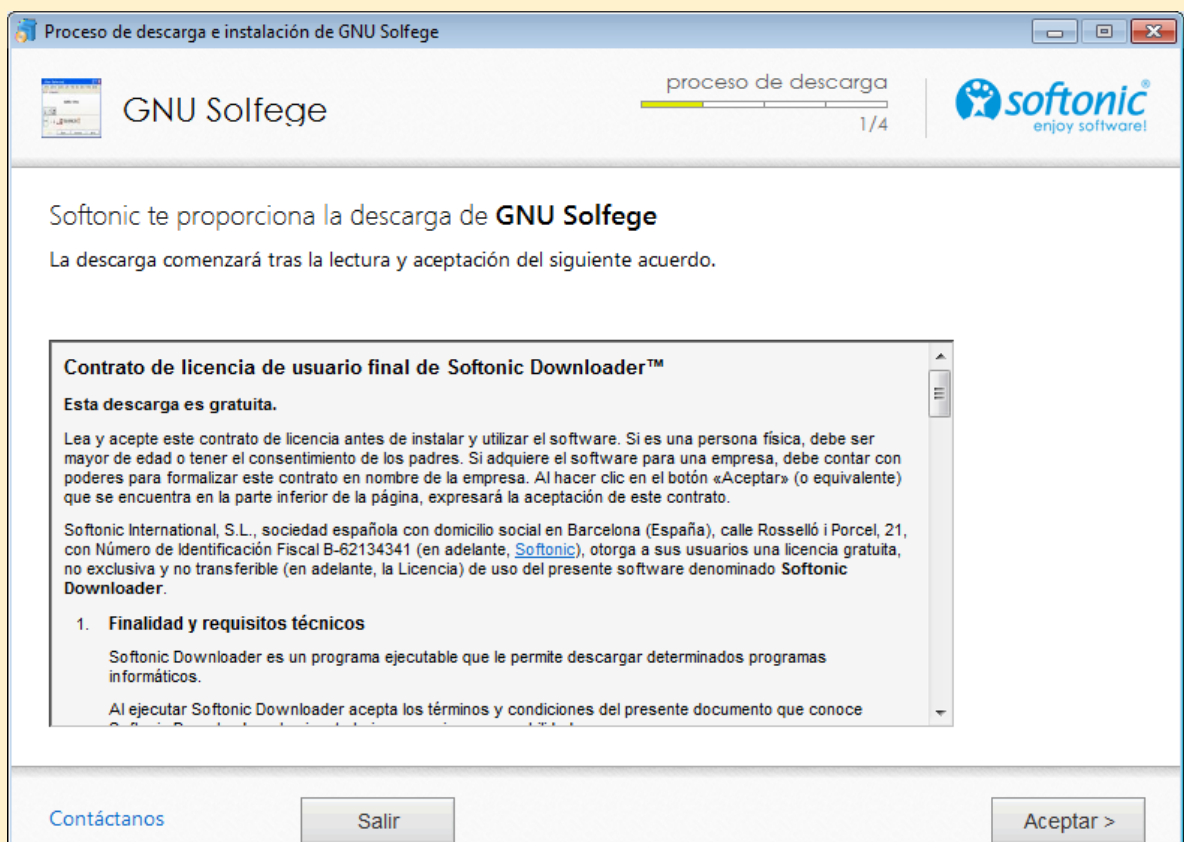 Proceso de descarga e instalación de GNU Solfege
GNU Solfege
proceso de descarga
1/4
softonic®
enjoy software!
Softonic te proporciona la descarga de GNU Solfege
La descarga comenzará tras la lectura y aceptación del siguiente acuerdo.
Contrato de licencia de usuario final de Softonic Downloader™
Esta descarga es gratuita.
Lea y acepte este contrato de licencia antes de instalar y utilizar el software. Si es una persona física, debe ser
mayor de edad o tener el consentimiento de los padres. Si adquiere el software para una empresa, debe contar con
poderes para formalizar este contrato en nombre de la empresa. Al hacer clic en el botón «Aceptar» (o equivalente)
que se encuentra en la parte inferior de la página, expresará la aceptación de este contrato.
Softonic International, S.L., sociedad española con domicilio social en Barcelona (España), calle Rosselló i Porcel, 21,
con Número de Identificación Fiscal B-62134341 (en adelante, Softonic), otorga a sus usuarios una licencia gratuita,
no exclusiva y no transferible (en adelante, la Licencia) de uso del presente software denominado Softonic
Downloader.
1. Finalidad y requisitos técnicos
Softonic Downloader es un programa ejecutable que le permite descargar determinados programas
informáticos.
Al ejecutar Softonic Downloader acepta los términos y condiciones del presente documento que conoce
Contáctanos
Salir
Aceptar >